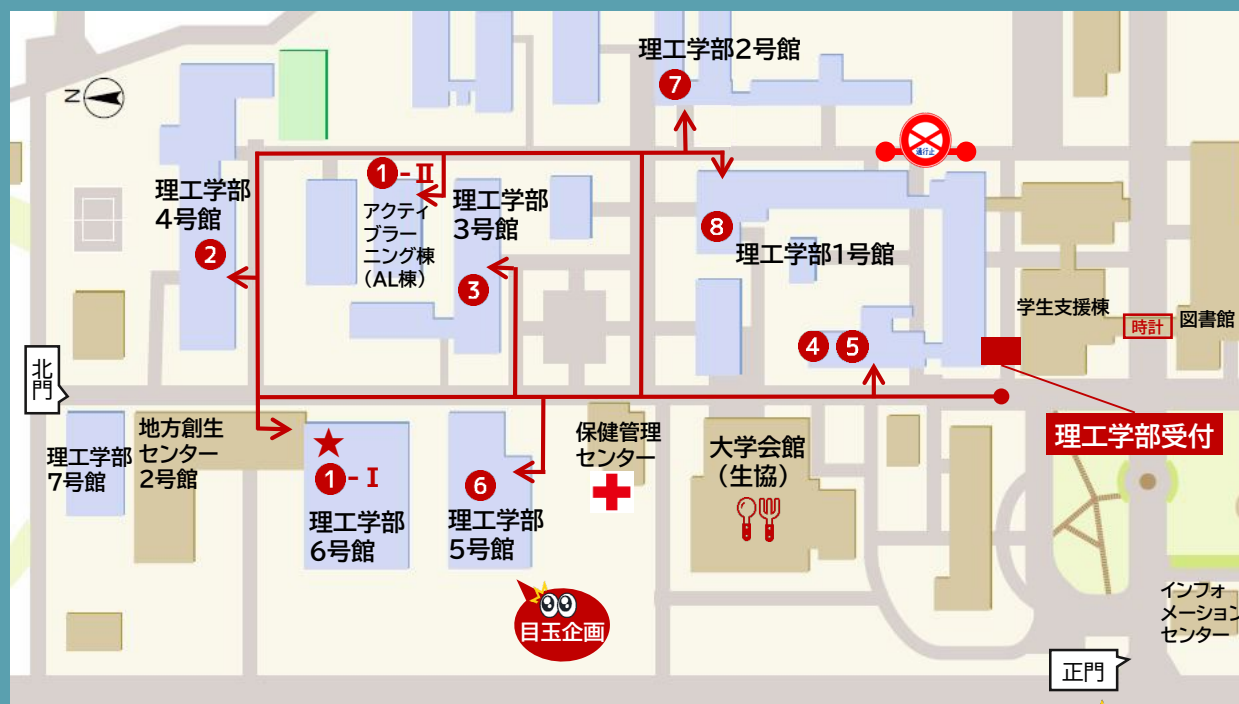 理工学部2号館
7
N
通行止
1-Ⅱ
理工学部
4号館
2
アクティ
ブラー
ニング棟
(AL棟)
理工学部
3号館
3
8
理工学部1号館
4 5
学生支援棟
時計
図書館
北門
理工学部受付
理工学部
7号館
地方創生
センター
2号館
★
1-Ⅰ
理工学部
6号館
6
理工学部
5号館
保健管理
センター
大学会館
(生協)
目玉企画
インフォ
メーション
センター
正門